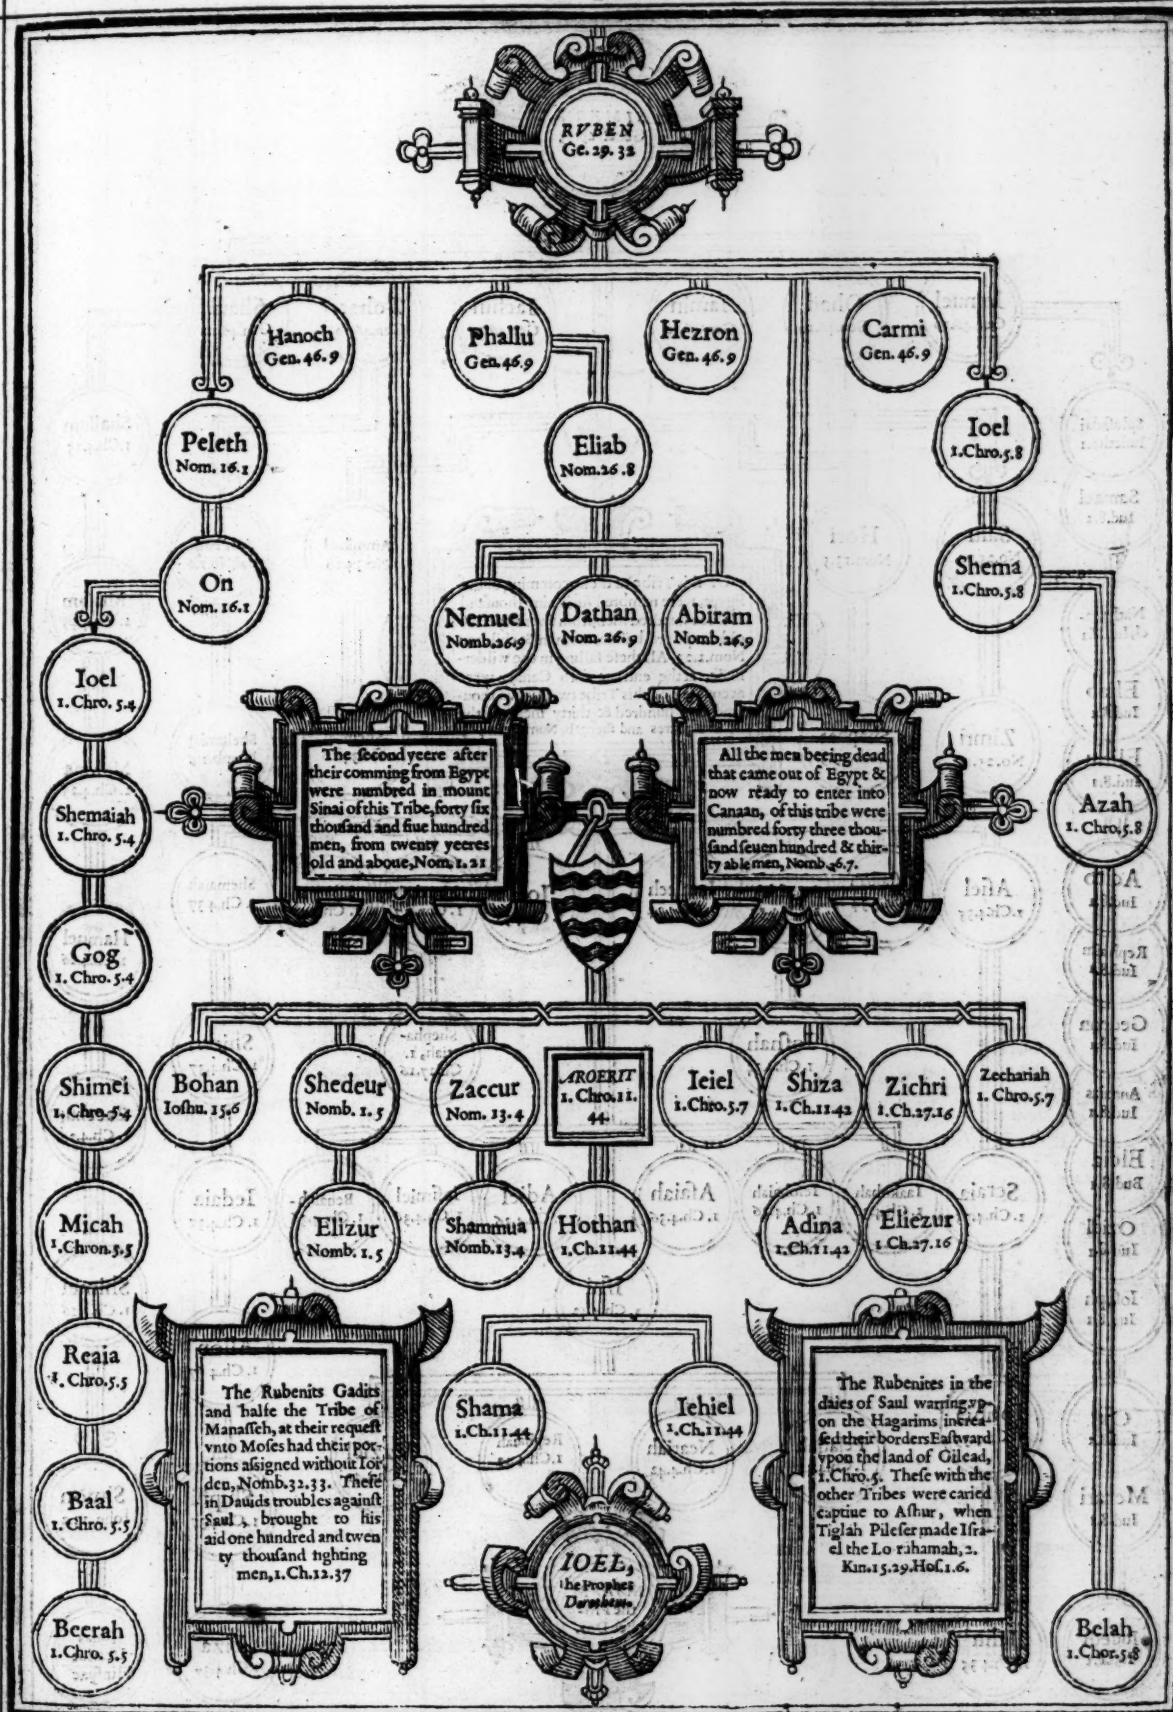 RVBEN
Ge. 29. 32
Hanoch
Gen. 46. 9
Phallu
Gen. 46. 9
Hezron
Gen. 46. 9
Carmi
Gen. 46. 9
Peleth
Nom. 16. 1
Eliab
Nom. 26. 8
Ioel
1. Chro. 5. 8
On
Nom. 16. 1
Nemuel
Nomb. 26. 9
Dathan
Nom. 26. 9
Abiram
Nomb. 26. 9
Shema
1. Chro. 5. 8
Ioel
1. Chro. 5. 4
Shemaiah
1. Chro. 5. 4
Gog
1. Chro. 5. 4
The ſecond yeere after
their comming from Egypt
were numbred in mount
Sinai of this Tribe, forty ſix
thouſand and fiue hundred
men, from twenty yeeres
old and aboue, Nom. 1. 21
All the men beeing dead
that came out of Egypt &
now ready to enter into
Canaan, of this tribe were
numbred forty three thou-
ſand ſeuen hundred & thir-
ty able men, Nomb. 26. 7.
Azah
1. Chro. 5. 8
Shimei
1. Chro. 5. 4
Bohan
Ioſhu. 15. 6
Shedeur
Nomb. 1. 5
Zaccur
Nom. 13. 4
AROERIT
1. Chro. 11.
44.
Ieiel
1. Chro. 5. 7
Shiza
1. Ch. 11. 42
Zichri
1. Ch. 27. 16
Zechariah
1. Chro. 5. 7
Micah
1. Chron. 5. 5
Elizur
Nomb. 1. 5
Shammua
Nomb. 13. 4
Hothan
1. Ch. 11. 44
Adina
1. Ch. 11. 42
Eliezur
1 Ch. 27. 16
Reaia
1. Chro. 5. 5
Baal
1. Chro. 5. 5
Beerah
1. Chro. 5. 5
The Rubenits Gadits
and halfe the Tribe of
Manaſſeh, at their requeſt
vnto Moſes had their por-
tions aſſigned without Ior
den, Nomb. 32. 33. Theſe
in Dauids troubles againſt
Saul, brought to his
aid one hundred and twen
ty thouſand fighting
men, 1. Ch. 12. 37
Shama
1. Ch. 11. 44
Iehiel
1. Ch. 11. 44
IOEL,
the Prophet
The Rubenites in the
daies of Saul warring vp-
on the Hagarims increa-
ſed their borders Eaſtward
vpon the land of Gilead,
1. Chro. 5. Theſe with the
other Tribes were caried
captiue to Aſhur, when
Tiglah Pileſer made Iſra-
el the Lo rahamah, 2.
Kin. 15. 29. Hoſ. 1. 6.
Belah
1. Chor. 5. 8